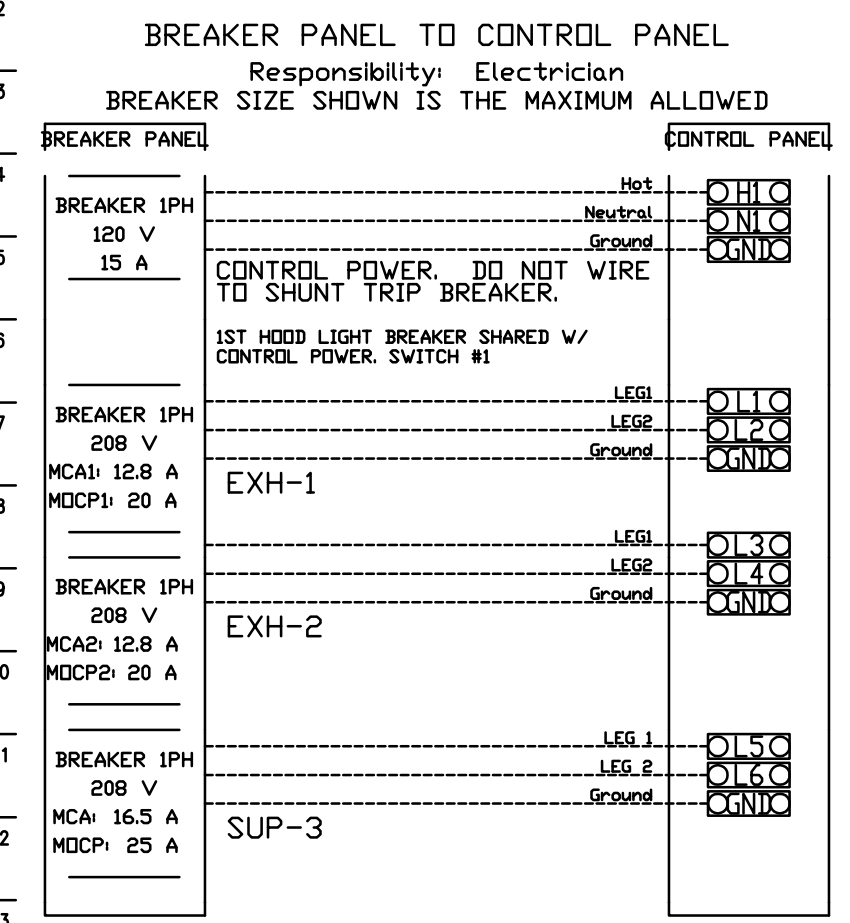 BREAKER PANEL TO CONTROL PANEL
Responsibility: Electrician
BREAKER SIZE SHOWN IS THE MAXIMUM ALLOWED
BREAKER PANEL
CONTROL PANEL
BREAKER 1PH
120 V
15 A
Hot
H1
Neutral
N1
Ground
GND
CONTROL POWER. DO NOT WIRE
TO SHUNT TRIP BREAKER.
1ST HOOD LIGHT BREAKER SHARED W/
CONTROL POWER. SWITCH #1
BREAKER 1PH
208 V
MCA1: 12.8 A
MOCP1: 20 A
LEG1
L1
LEG2
L2
Ground
GND
EXH-1
BREAKER 1PH
208 V
MCA2: 12.8 A
MOCP2: 20 A
LEG1
L3
LEG2
L4
Ground
GND
EXH-2
BREAKER 1PH
208 V
MCA: 16.5 A
MOCP: 25 A
LEG 1
L5
LEG 2
L6
Ground
GND
SUP-3